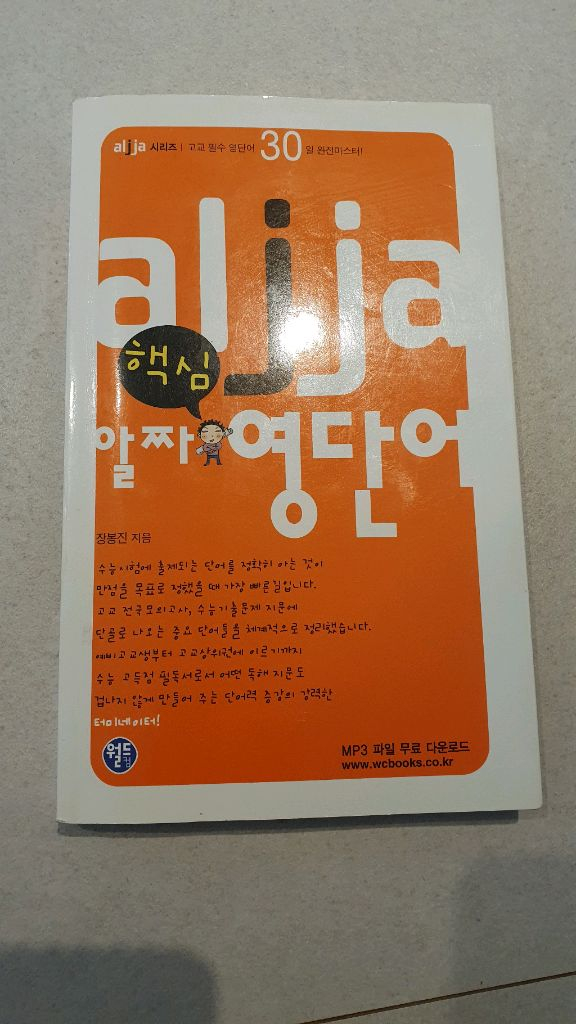 aljja 시리즈 | 고교 필수 영단어 30일 완전마스터!
aljja
핵심
알짜 영단어
장봉진 지음
수능시험에 출제되는 단어를 정확히 아는 것이
만점을 목표로 정했을 때 가장 빠른길입니다.
고교 전국모의고사, 수능기출문제 지문에
단골로 나오는 중요 단어들을 체계적으로 정리했습니다.
예비고교생부터 고교상위권에 이르기까지
수능 고득점 필독서로서 어떤 독해 지문도
겁나지 않게 만들어 주는 단어력 증강의 강력한
터미네이터!
월드컴
MP3 파일 무료 다운로드
www.wcbooks.co.kr